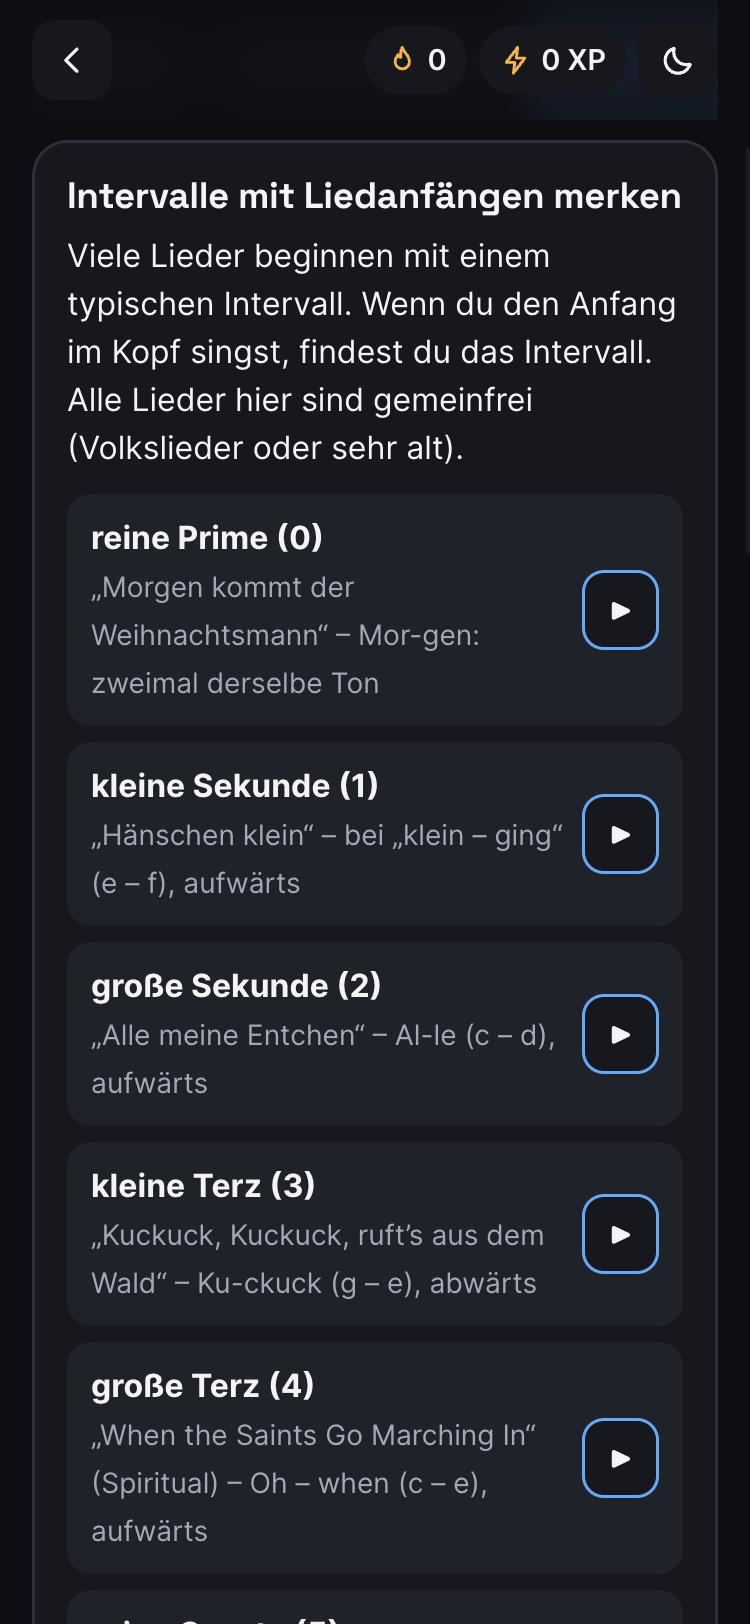 0
0 XP
Intervalle mit Liedanfängen merken
Viele Lieder beginnen mit einem
typischen Intervall. Wenn du den Anfang
im Kopf singst, findest du das Intervall.
Alle Lieder hier sind gemeinfrei
(Volkslieder oder sehr alt).
reine Prime (0)
„Morgen kommt der
Weihnachtsmann“ – Mor-gen:
zweimal derselbe Ton
kleine Sekunde (1)
„Hänschen klein“ – bei „klein – ging“
(e – f), aufwärts
große Sekunde (2)
„Alle meine Entchen“ – Al-le (c – d),
aufwärts
kleine Terz (3)
„Kuckuck, Kuckuck, ruft’s aus dem
Wald“ – Ku-ckuck (g – e), abwärts
große Terz (4)
„When the Saints Go Marching In“
(Spiritual) – Oh – when (c – e),
aufwärts